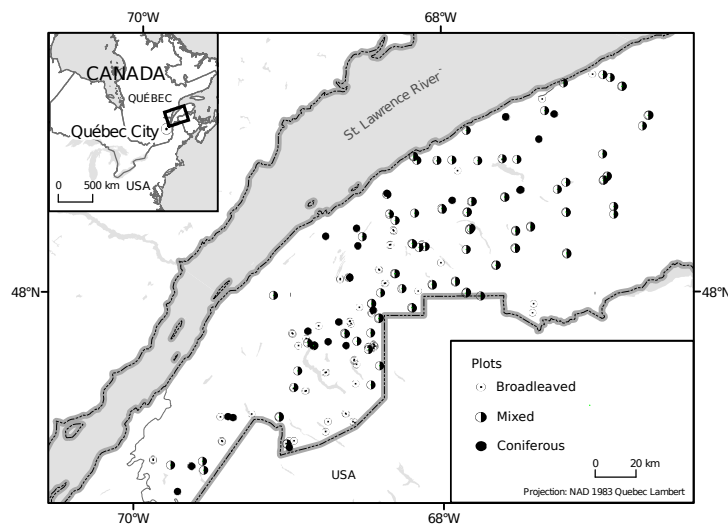 70°W 68°W
CANADA
QUÉBEC
Québec City
0 500 km
USA
St. Lawrence River
48°N 48°N
Plots
Broadleaved
Mixed
Coniferous
0 20 km
USA
Projection: NAD 1983 Quebec Lambert
70°W 68°W